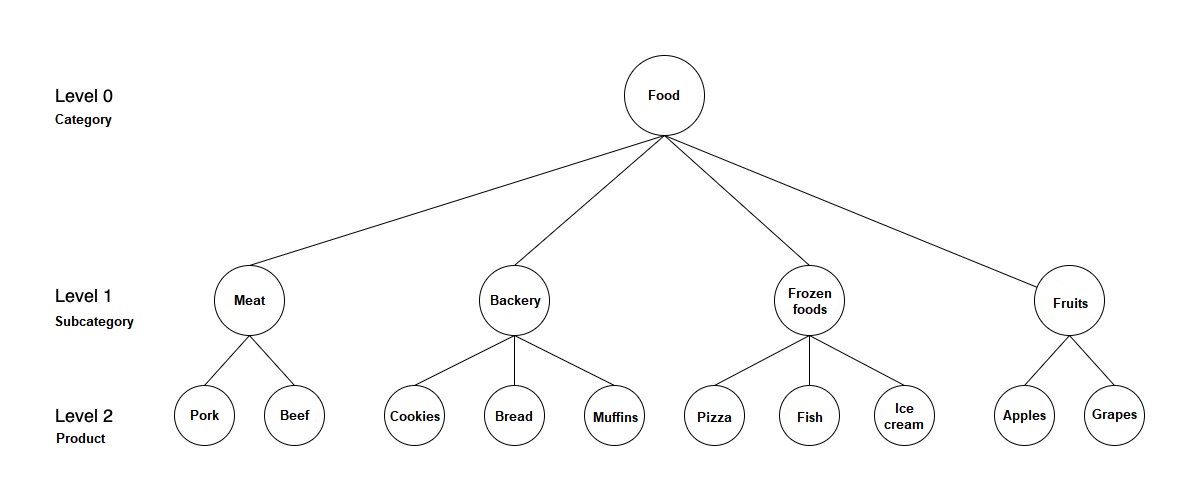 Level 0
Category
Food
Level 1
Subcategory
Meat
Backery
Frozen
foods
Fruits
Level 2
Product
Pork
Beef
Cookies
Bread
Muffins
Pizza
Fish
Ice
cream
Apples
Grapes